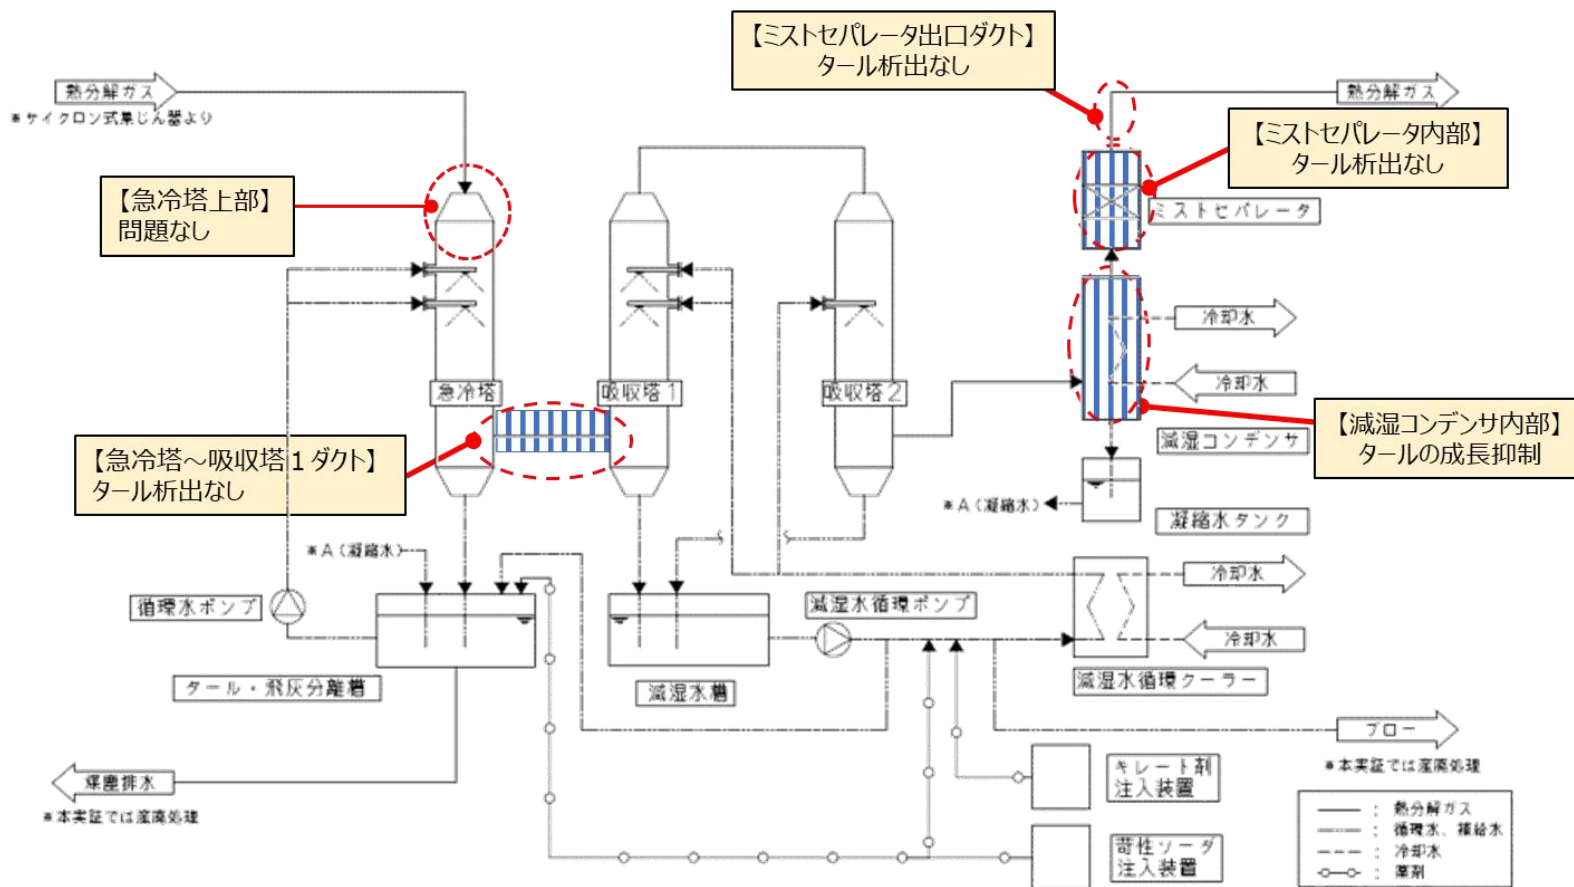 【ミストセパレータ出口ダクト】
タール析出なし
熱分解ガス
※サイクロン式集じん器より
熱分解ガス
【ミストセパレータ内部】
タール析出なし
【急冷塔上部】
問題なし
ミストセパレータ
冷却水
冷却水
急冷塔
吸収塔1
吸収塔2
【減湿コンデンサ内部】
タールの成長抑制
減湿コンデンサ
【急冷塔～吸収塔1ダクト】
タール析出なし
※A(凝縮水)
凝縮水タンク
※A(凝縮水)
冷却水
循環水ポンプ
減湿水循環ポンプ
冷却水
タール・飛灰分離槽
減湿水槽
減湿水循環クーラー
ブロー
※本実証では産廃処理
煤塵排水
※本実証では産廃処理
キレート剤
注入装置
苛性ソーダ
注入装置
: 熱分解ガス
: 循環水、補給水
: 冷却水
: 薬剤